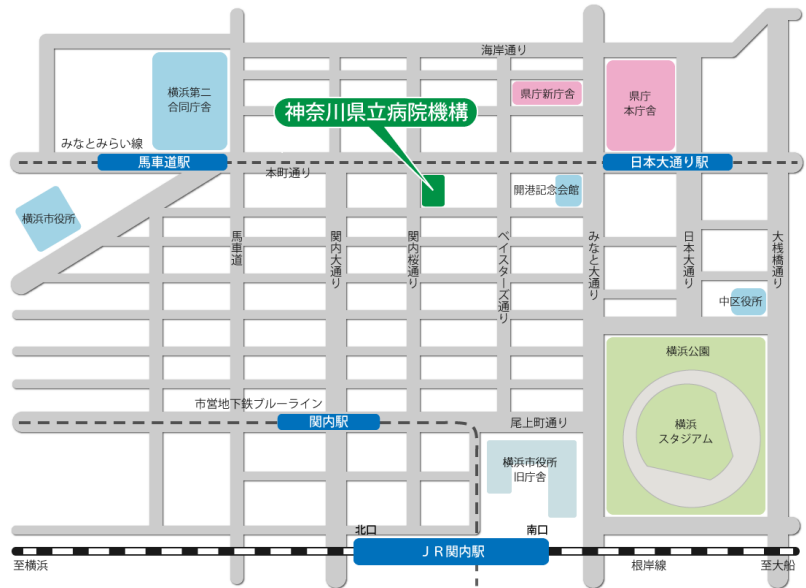 海岸通り
横浜第二
合同庁舎
県庁新庁舎
県庁
本庁舎
神奈川県立病院機構
みなとみらい線
馬車道駅
日本大通り駅
本町通り
開港記念会館
横浜市役所
馬車道
関内大通り
関内桜通り
ベイスターズ通り
みなと大通り
日本大通り
大桟橋通り
中区役所
横浜公園
市営地下鉄ブルーライン
関内駅
尾上町通り
横浜
スタジアム
横浜市役所
旧庁舎
北口
南口
JR関内駅
至横浜
根岸線
至大船